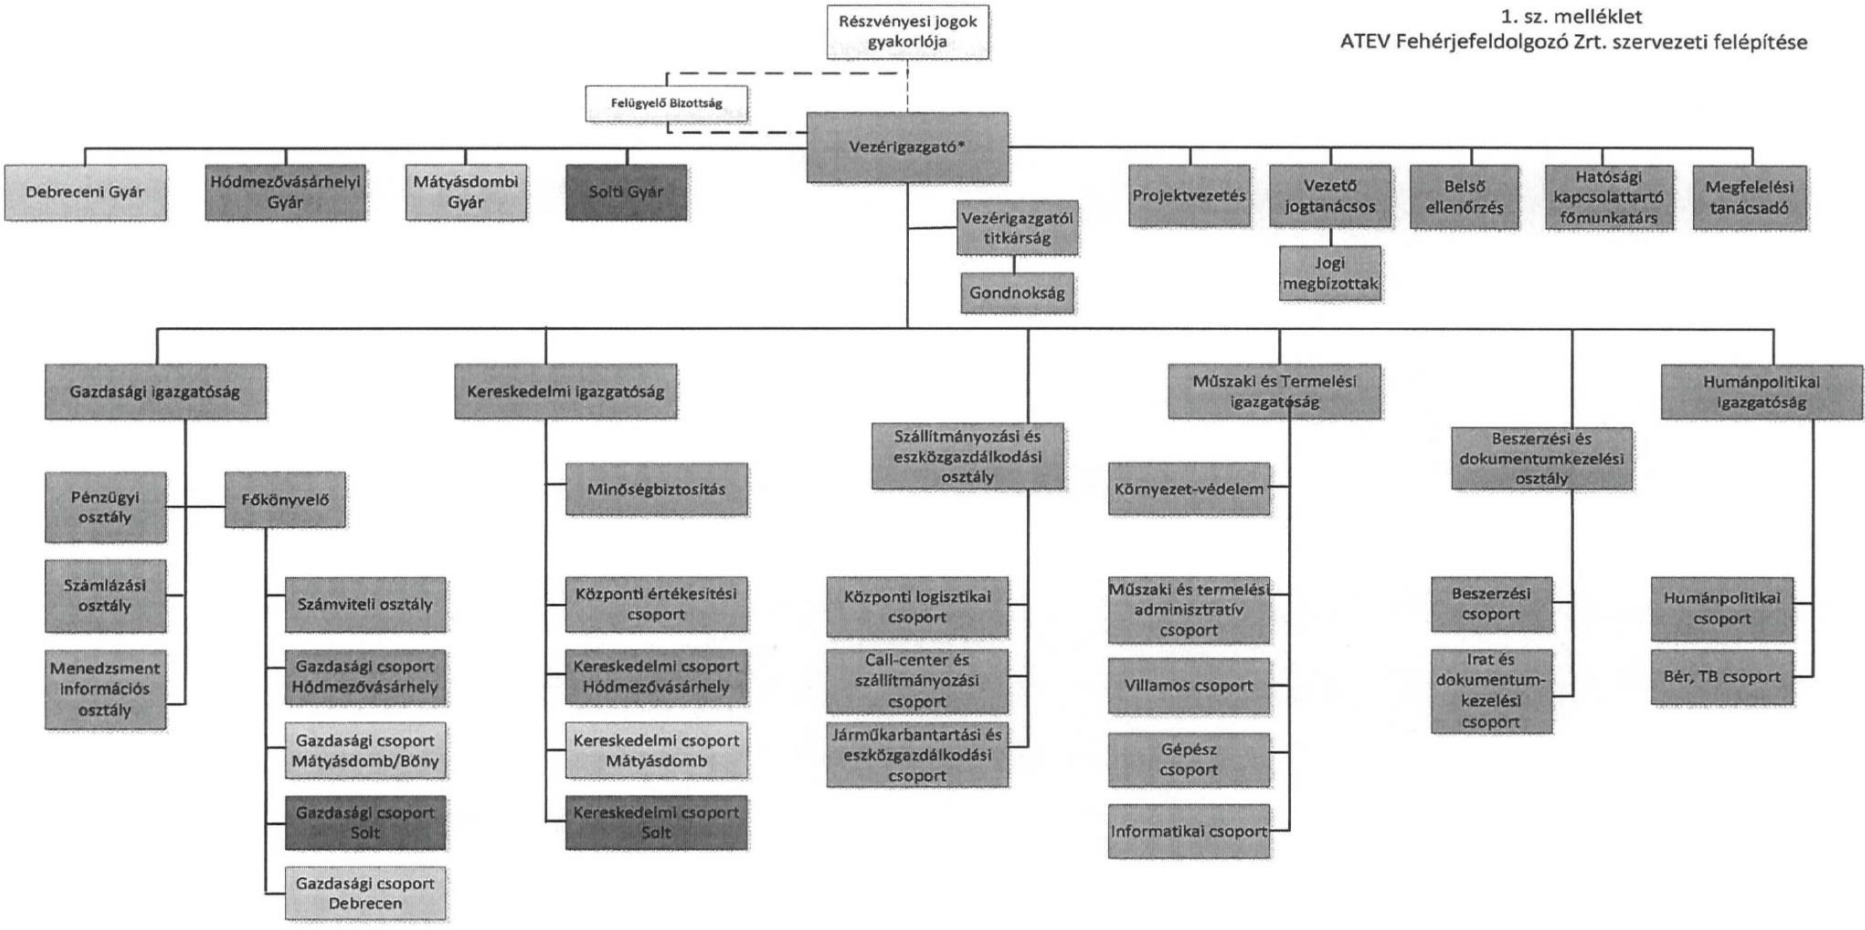 1. sz. melléklet
ATEV Fehérjefeldolgozó Zrt. szervezeti felépítése
Részvényesi jogok
gyakorlója
Felügyelő Bizottság
Vezérigazgató*
Debreceni Gyár
Hódmezővásárhelyi
Gyár
Mátyásdombi
Gyár
Solti Gyár
Projektvezetés
Vezető
jogtanácsos
Belső
ellenőrzés
Hatósági
kapcsolattartó
főmunkatárs
Megfelelési
tanácsadó
Vezérigazgatói
titkárság
Jogi
megbízottak
Gondnokság
Gazdasági igazgatóság
Kereskedelmi igazgatóság
Szállítmányozási és
eszközgazdálkodási
osztály
Műszaki és Termelési
igazgatóság
Beszerzési és
dokumentumkezelési
osztály
Humánpolitikai
igazgatóság
Pénzügyi
osztály
Főkönyvelő
Számlázási
osztály
Menedzsment
információs
osztály
Számviteli osztály
Gazdasági csoport
Hódmezővásárhely
Gazdasági csoport
Mátyásdomb/Bőny
Gazdasági csoport
Solt
Gazdasági csoport
Debrecen
Minőségbiztosítás
Központi értékesítési
csoport
Kereskedelmi csoport
Hódmezővásárhely
Kereskedelmi csoport
Mátyásdomb
Kereskedelmi csoport
Solt
Központi logisztikai
csoport
Call-center és
szállítmányozási
csoport
Járműkarbantartási és
eszközgazdálkodási
csoport
Környezet-védelem
Műszaki és termelési
adminisztratív
csoport
Villamos csoport
Gépész
csoport
Informatikai csoport
Beszerzési
csoport
Irat és
dokumentum-
kezelési
csoport
Humánpolitikai
csoport
Bér, TB csoport